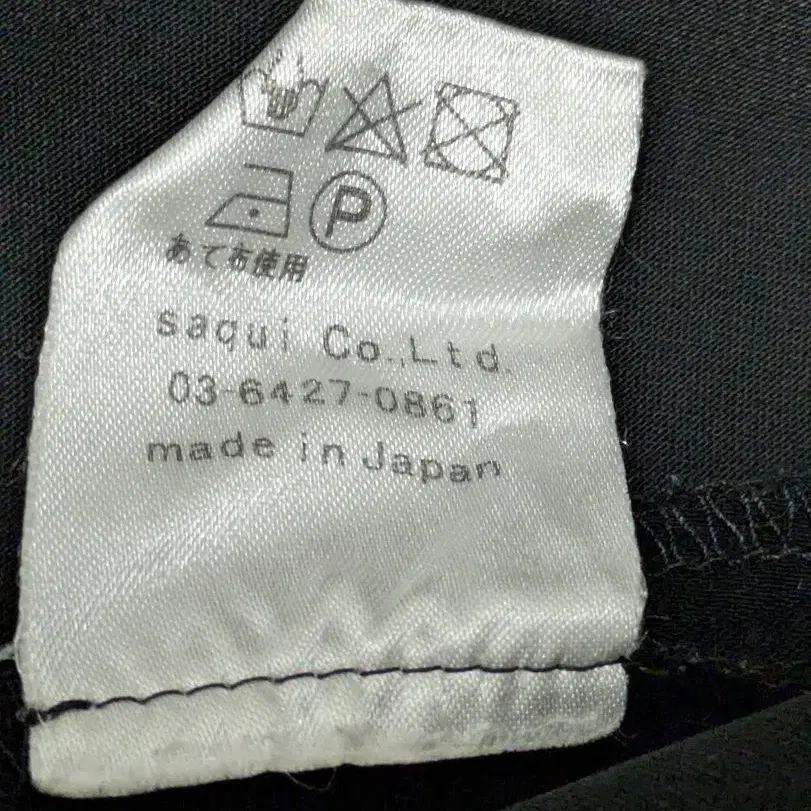 P
あて布使用
saqui Co.,Ltd.
03-6427-0861
made in Japan